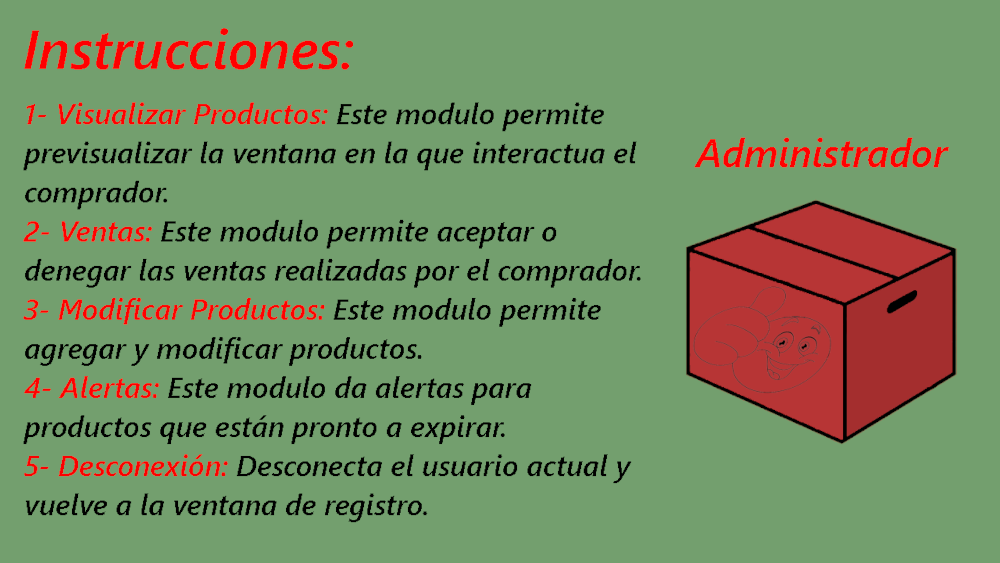 Instrucciones:
1- Visualizar Productos: Este modulo permite
previsualizar la ventana en la que interactua el
comprador.
2- Ventas: Este modulo permite aceptar o
denegar las ventas realizadas por el comprador.
3- Modificar Productos: Este modulo permite
agregar y modificar productos.
4- Alertas: Este modulo da alertas para
productos que están pronto a expirar.
5- Desconexión: Desconecta el usuario actual y
vuelve a la ventana de registro.
Administrador